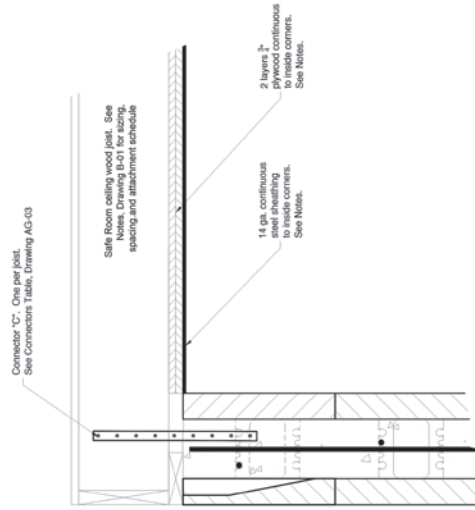 Connector "C". One per joist.
See Connectors Table, Drawing AG-03
Safe Room ceiling wood joist. See
Notes, Drawing B-01 for sizing,
spacing,and attachment schedule
14 ga. continuous
steel sheathing
to inside corners.
See Notes.
2 layers 3/4"
plywood continuous
to inside corners.
See Notes.